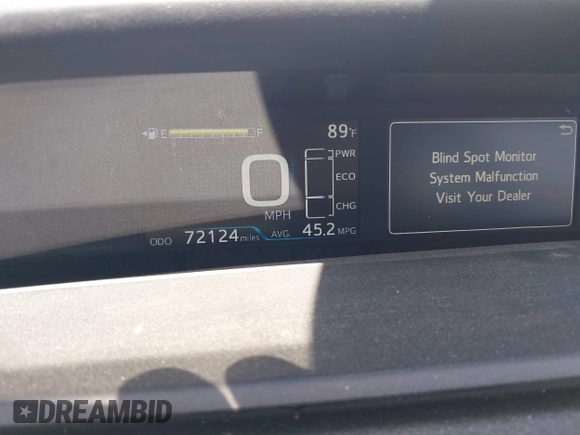 E F
89°F
PWR
ECO
CHG
0
MPH
ODO 72124 miles AVG. 45.2 MPG
Blind Spot Monitor
System Malfunction
Visit Your Dealer
DREAMBID